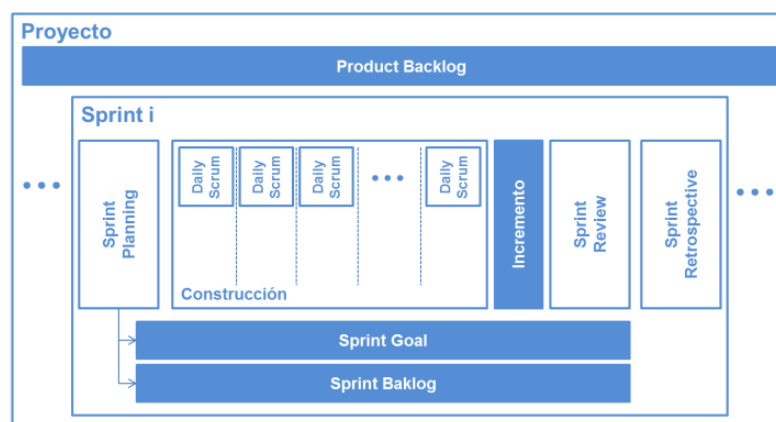 Proyecto
Product Backlog
Sprint i
Sprint
Planning
Daily
Scrum
Daily
Scrum
Daily
Scrum
Daily
Scrum
Construcción
Incremento
Sprint
Review
Sprint
Retrospective
Sprint Goal
Sprint Baklog